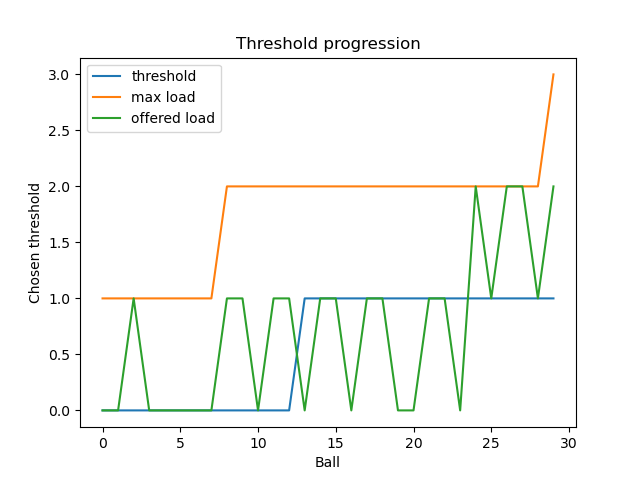 Threshold progression
threshold
max load
offered load
Chosen threshold
3.0
2.5
2.0
1.5
1.0
0.5
0.0
0 5 10 15 20 25 30
Ball